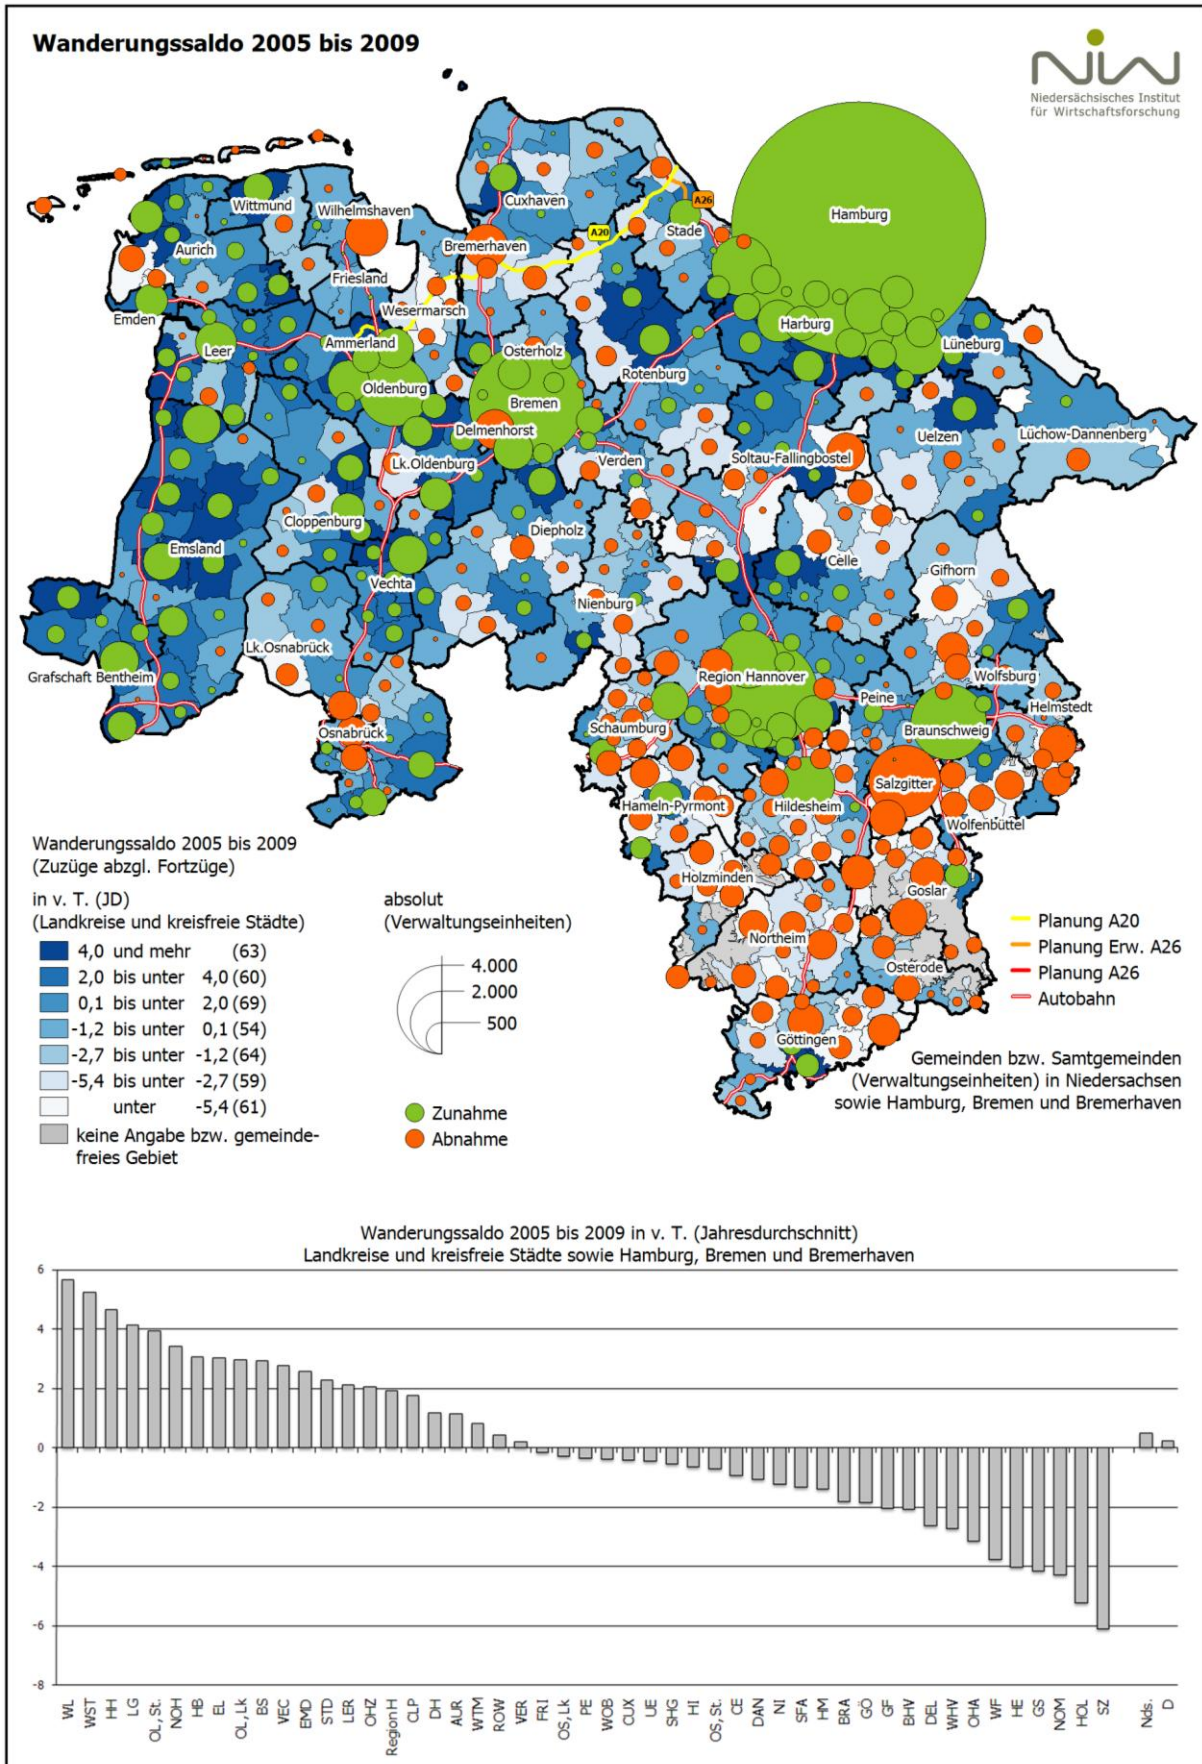 Wanderungssaldo 2005 bis 2009
NIW
Niedersächsisches Institut
für Wirtschaftsforschung
Hamburg
A26
Cuxhaven
Wittmund
Wilhelmshaven
Stade
A20
Bremerhaven
Aurich
Friesland
Wesermarsch
Emden
Harburg
Ammerland
Leer
Osterholz
Lüneburg
Rotenburg
Oldenburg
Bremen
Delmenhorst
Uelzen
Lüchow-Dannenberg
Soltau-Fallingbostel
Lk.Oldenburg
Verden
Cloppenburg
Diepholz
Emsland
Celle
Gifhorn
Vechta
Nienburg
Lk.Osnabrück
Grafschaft Bentheim
Region Hannover
Wolfsburg
Peine
Helmstedt
Schaumburg
Braunschweig
Osnabrück
Salzgitter
Hildesheim
Hameln-Pyrmont
Wolfenbüttel
Holzminden
Goslar
Northeim
Osterode
Göttingen
Wanderungssaldo 2005 bis 2009
(Zuzüge abzgl. Fortzüge)
in v. T. (JD)
(Landkreise und kreisfreie Städte)
4,0 und mehr (63)
2,0 bis unter 4,0 (60)
0,1 bis unter 2,0 (69)
-1,2 bis unter 0,1 (54)
-2,7 bis unter -1,2 (64)
-5,4 bis unter -2,7 (59)
unter -5,4 (61)
keine Angabe bzw. gemeinde-
freies Gebiet
absolut
(Verwaltungseinheiten)
4.000
2.000
500
Zunahme
Abnahme
Planung A20
Planung Erw. A26
Planung A26
Autobahn
Gemeinden bzw. Samtgemeinden
(Verwaltungseinheiten) in Niedersachsen
sowie Hamburg, Bremen und Bremerhaven
Wanderungssaldo 2005 bis 2009 in v. T. (Jahresdurchschnitt)
Landkreise und kreisfreie Städte sowie Hamburg, Bremen und Bremerhaven
6
4
2
0
-2
-4
-6
-8
WL
WST
HH
LG
OL, St.
NOH
HB
EL
OL, Lk
BS
VEC
EMD
STD
LER
OHZ
Region H
CLP
DH
AUR
WTM
ROW
VER
FRI
OS, Lk
PE
WOB
CUX
UE
SHG
HI
OS, St.
CE
DAN
NI
SFA
HM
BRA
GÖ
GF
BHV
DEL
WHV
OHA
WF
HE
GS
NOM
HOL
SZ
Nds.
D